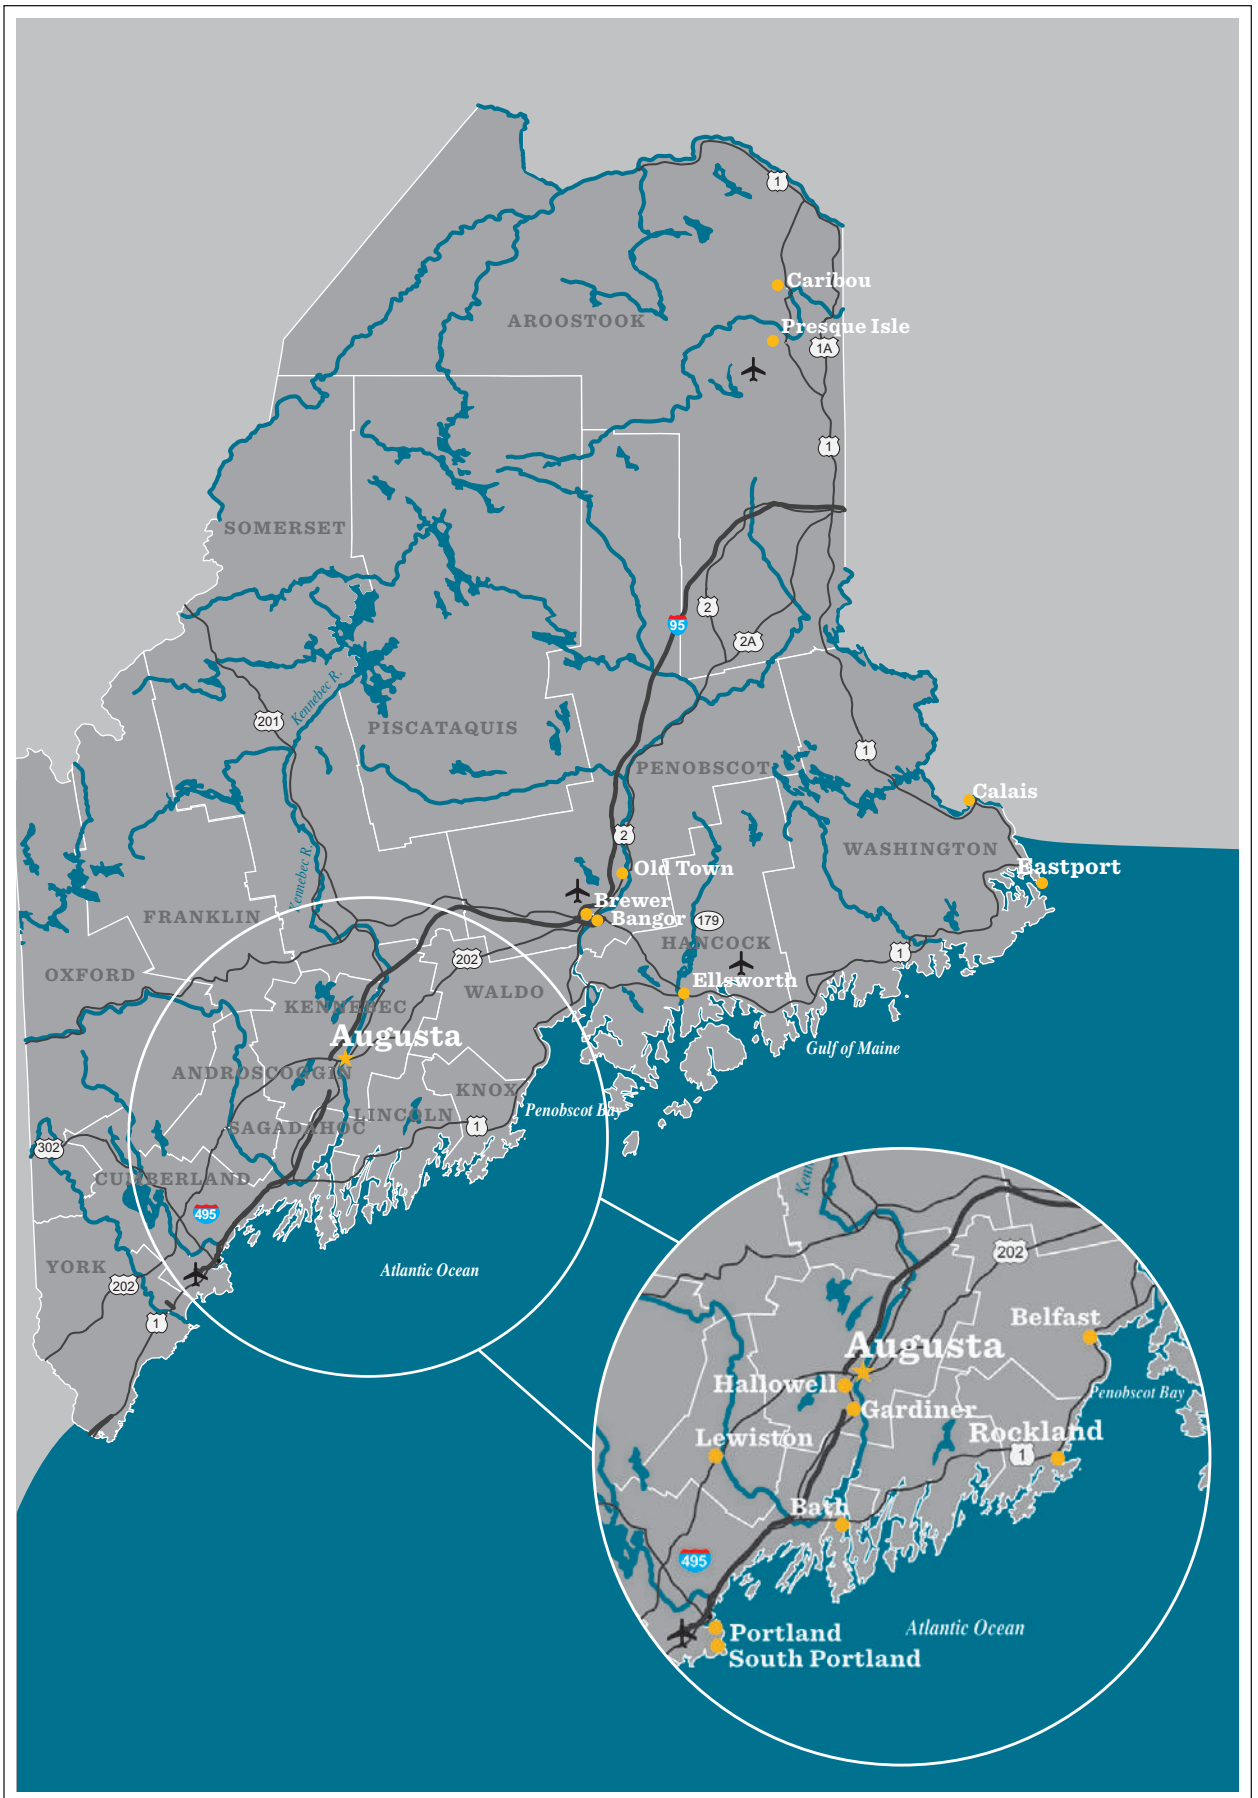 1
Caribou
AROOSTOOK
Presque Isle
1A
1
SOMERSET
2
95
2A
Kennebec R.
201
PISCATAQUIS
1
PENOBSCOT
Calais
2
WASHINGTON
Kennebec R.
Old Town
Eastport
Brewer
FRANKLIN
Bangor
179
HANCOCK
1
202
OXFORD
Ellsworth
WALDO
KENNEBEC
Augusta
Gulf of Maine
ANDROSCOGGIN
KNOX
Penobscot Bay
LINCOLN
SAGADAHOC
1
302
CUMBERLAND
495
YORK
Atlantic Ocean
202
1
Kenn
202
Belfast
Augusta
Hallowell
Penobscot Bay
Gardiner
Rockland
Lewiston
1
Bath
495
Portland
Atlantic Ocean
South Portland